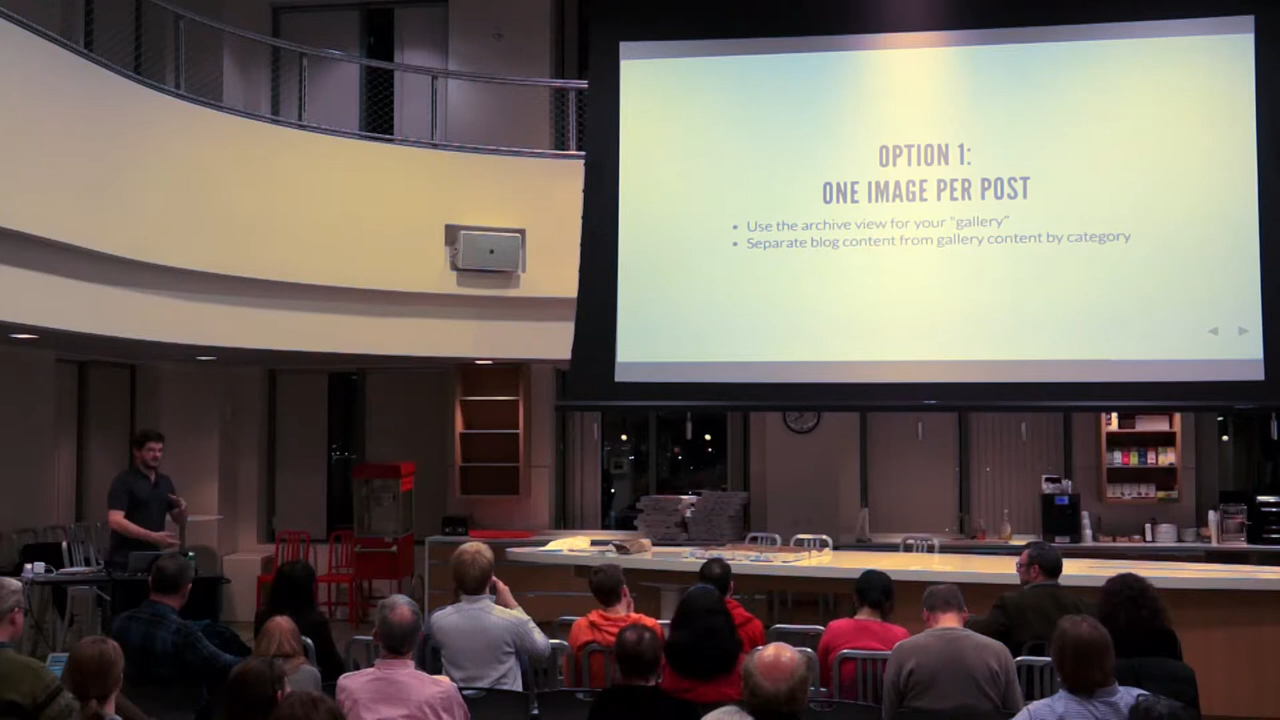 OPTION 1:
ONE IMAGE PER POST
• Use the archive view for your "gallery"
• Separate blog content from gallery content by category